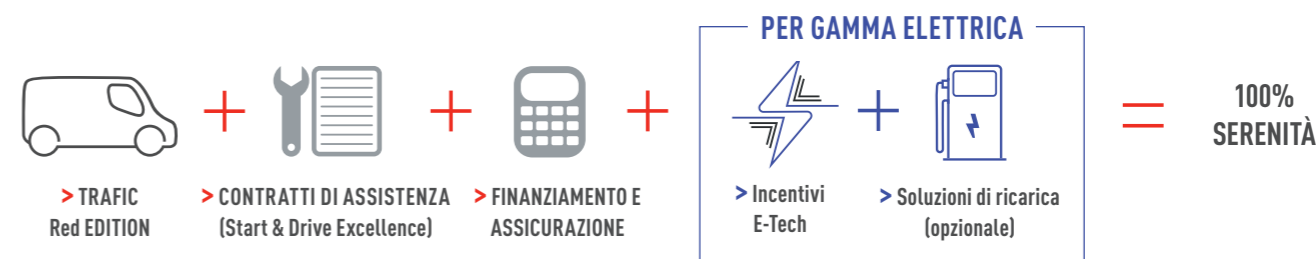 PER GAMMA ELETTRICA
> TRAFIC
Red EDITION
> CONTRATTI DI ASSISTENZA
(Start & Drive Excellence)
> FINANZIAMENTO E
ASSICURAZIONE
> Incentivi
E-Tech
> Soluzioni di ricarica
(opzionale)
100%
SERENITÀ